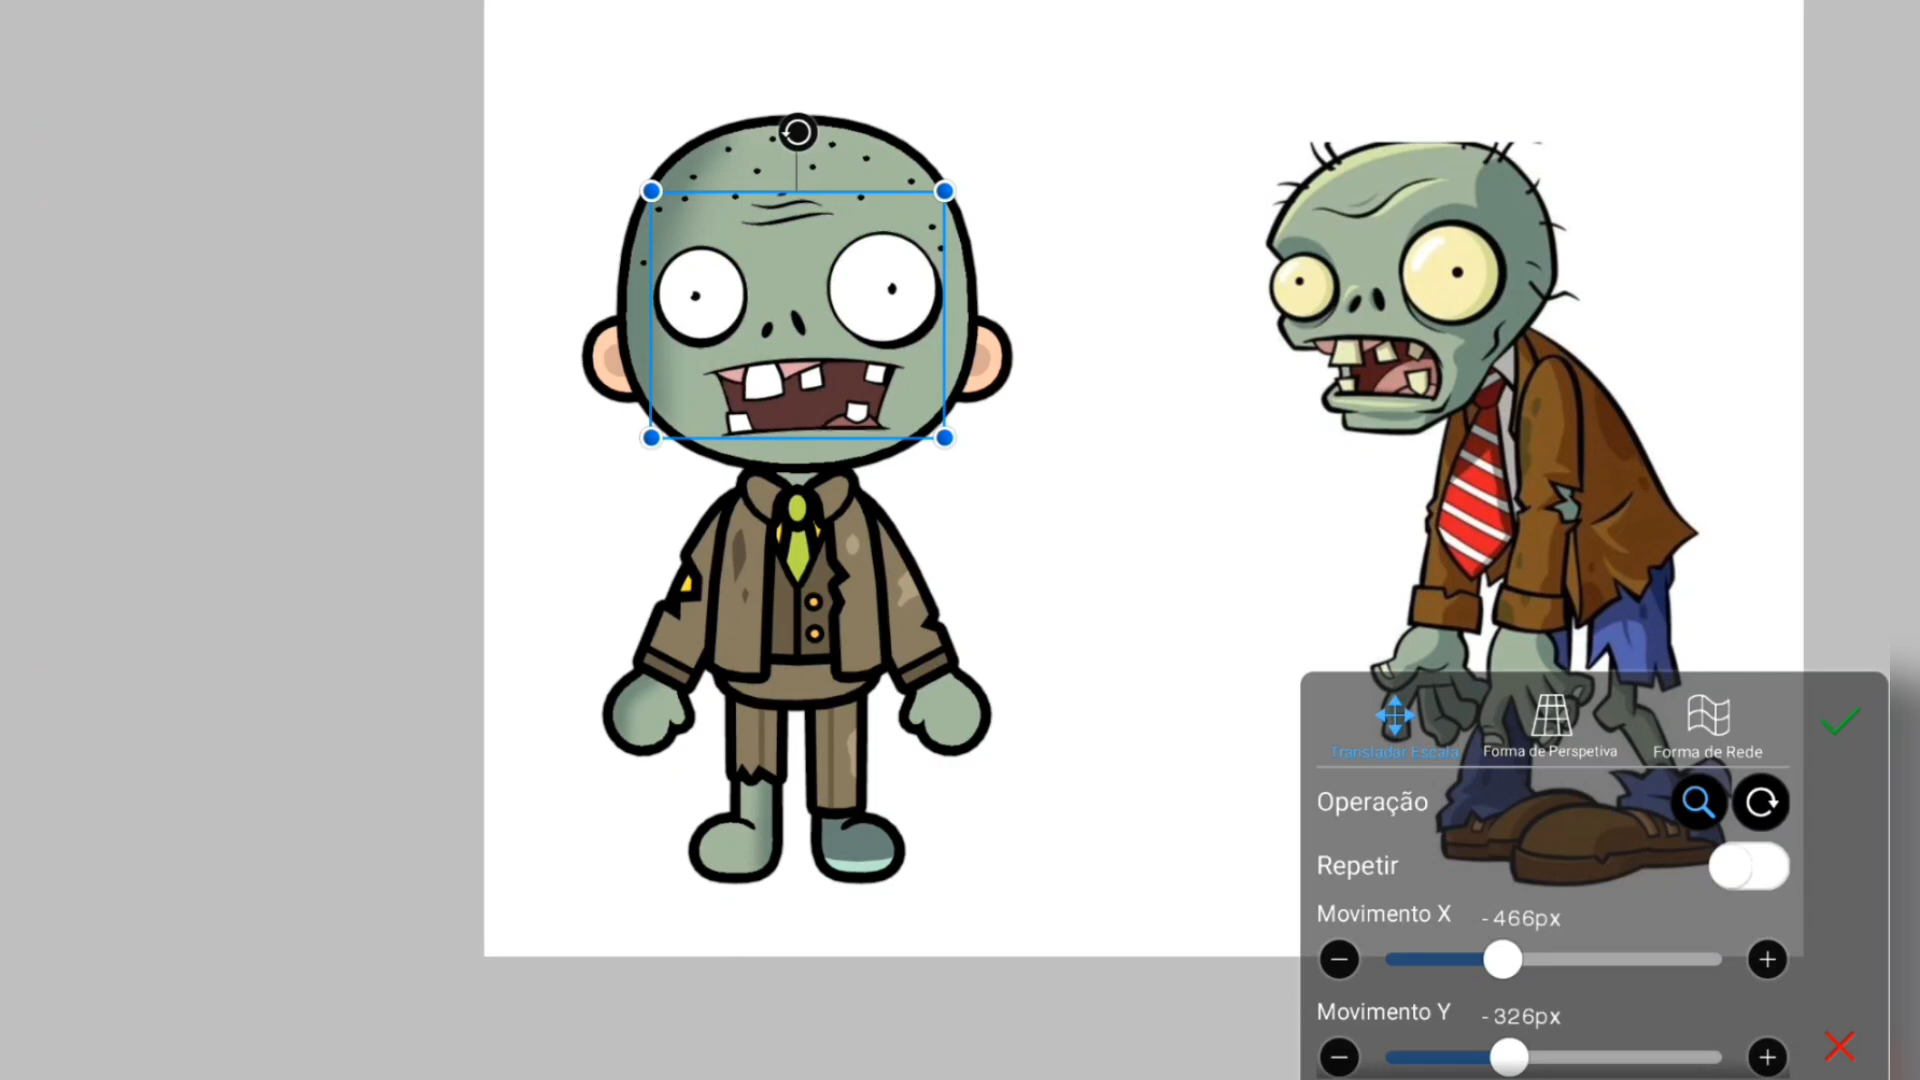 Transladar Escala
Forma de Perspetiva
Forma de Rede
Operação
Repetir
Movimento X -466px
Movimento Y -326px